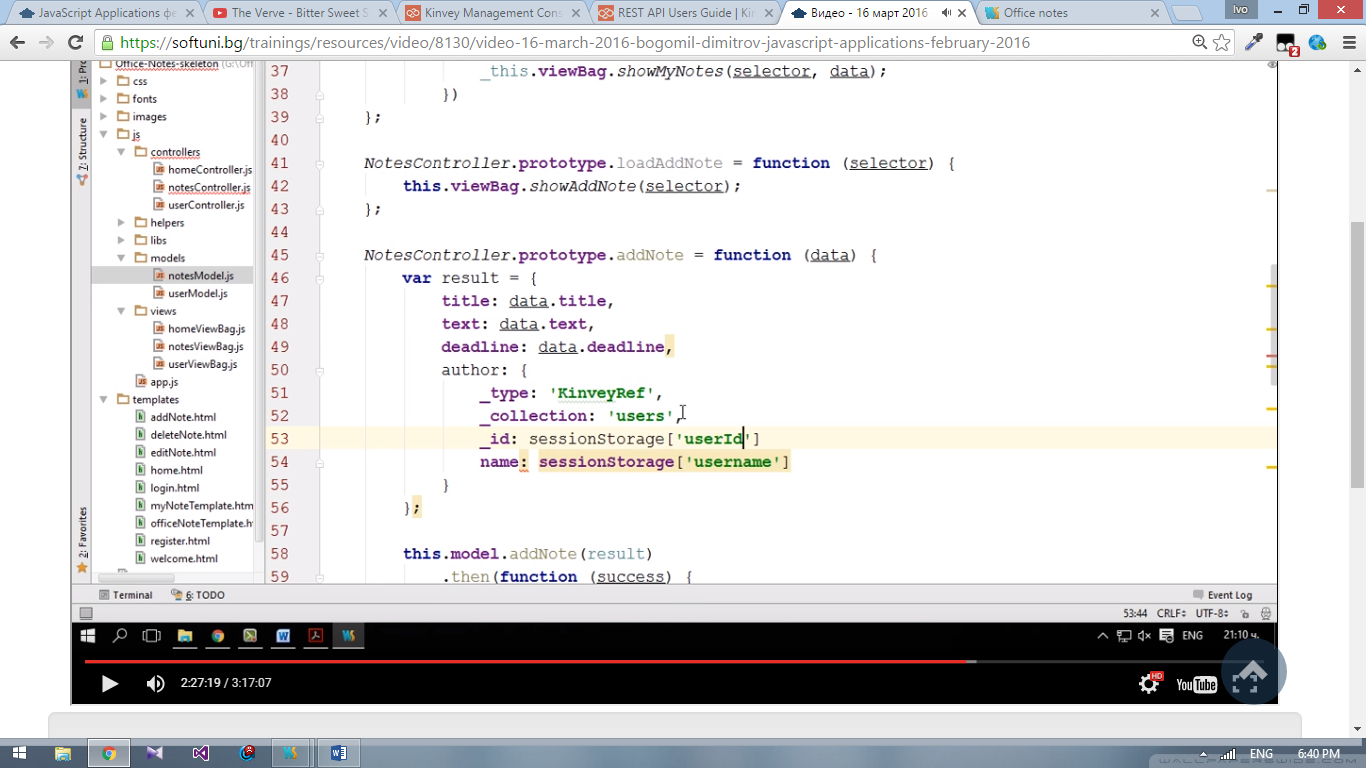 JavaScript Applications фе
The Verve - Bitter Sweet S
Kinvey Management Cons
REST API Users Guide | Kin
Видео - 16 март 2016
Office notes
Ivo
https://softuni.bg/trainings/resources/video/8130/video-16-march-2016-bogomil-dimitrov-javascript-applications-february-2016
2
Office-Notes-skeleton (G:\Off
css
fonts
images
js
controllers
homeController.js
notesController.js
userController.js
helpers
libs
models
notesModel.js
userModel.js
views
homeViewBag.js
notesViewBag.js
userViewBag.js
app.js
templates
addNote.html
deleteNote.html
editNote.html
home.html
login.html
myNoteTemplate.htm
officeNoteTemplate.h
register.html
welcome.html
1: Pro
7: Structure
2: Favorites
37 _this.viewBag.showMyNotes(selector, data);
38 })
39 };
40
41 NotesController.prototype.loadAddNote = function (selector) {
42 this.viewBag.showAddNote(selector);
43 };
44
45 NotesController.prototype.addNote = function (data) {
46 var result = {
47 title: data.title,
48 text: data.text,
49 deadline: data.deadline,
50 author: {
51 _type: 'KinveyRef',
52 _collection: 'users',
53 _id: sessionStorage['userId']
54 name: sessionStorage['username']
55 }
56 };
57
58 this.model.addNote(result)
59 .then(function (success) {
Terminal
6: TODO
Event Log
53:44 CRLF UTF-8
ENG 21:10 ч.
2:27:19 / 3:17:07
HD
YouTube
ENG 6:40 PM